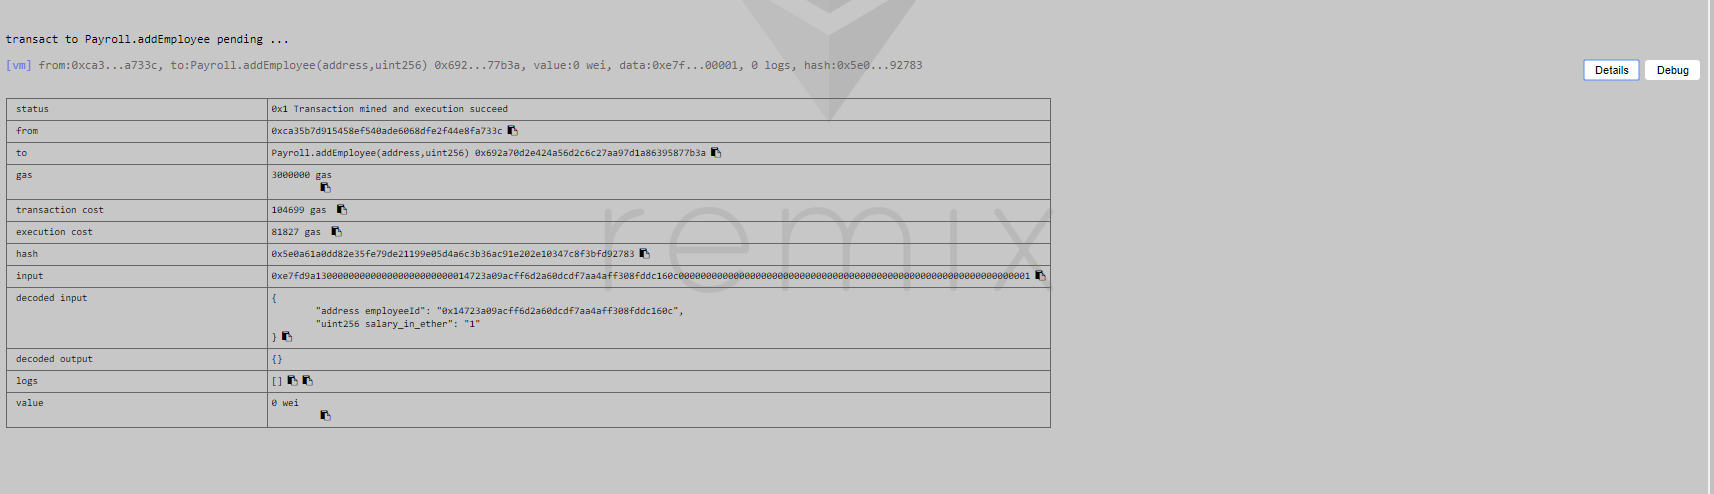 transact to Payroll.addEmployee pending ...
[vm] from:0xca3...a733c, to:Payroll.addEmployee(address,uint256) 0x692...77b3a, value:0 wei, data:0xe7f...00001, 0 logs, hash:0x5e0...92783
Details
Debug
status 0x1 Transaction mined and execution succeed
from 0xca35b7d915458ef540ade6068dfe2f44e8fa733c
to Payroll.addEmployee(address,uint256) 0x692a70d2e424a56d2c6c27aa97d1a86395877b3a
gas 3000000 gas
transaction cost 104699 gas
execution cost 81827 gas
hash 0x5e0a61a0dd82e35fe79de21199e05d4a6c3b36ac91e202e10347c8f3bfd92783
input 0xe7fd9a1300000000000000000000000014723a09acff6d2a60dcdf7aa4aff308fddc160c0000000000000000000000000000000000000000000000000000000000000001
decoded input {
"address employeeId": "0x14723a09acff6d2a60dcdf7aa4aff308fddc160c",
"uint256 salary_in_ether": "1"
}
decoded output {}
logs []
value 0 wei
remix